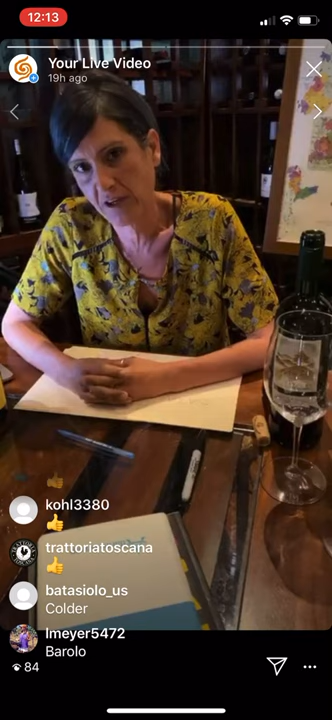 12:13
Your Live Video
19h ago
kohl3380
trattoriatoscana
batasiolo_us
Colder
lmeyer5472
Barolo
84